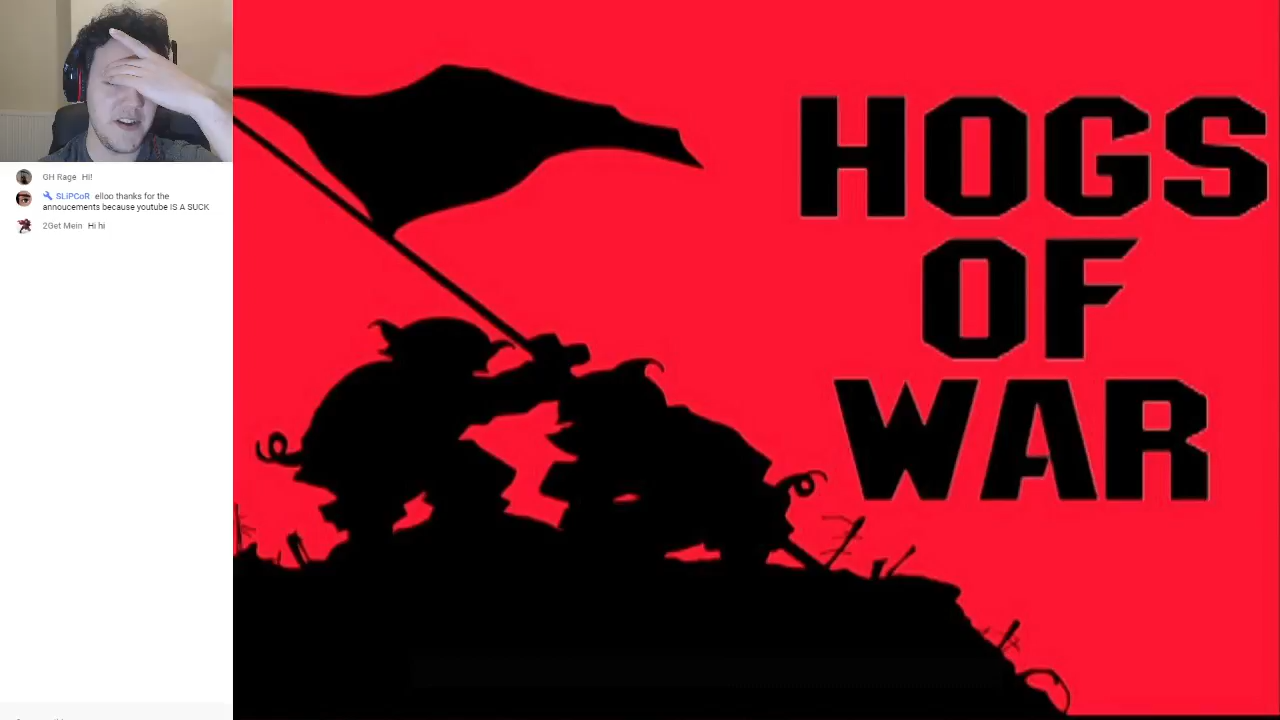 GH Rage Hi!
SLiPCoR elloo thanks for the
annoucements because youtube IS A SUCK
2Get Mein Hi hi
HOGS
OF
WAR